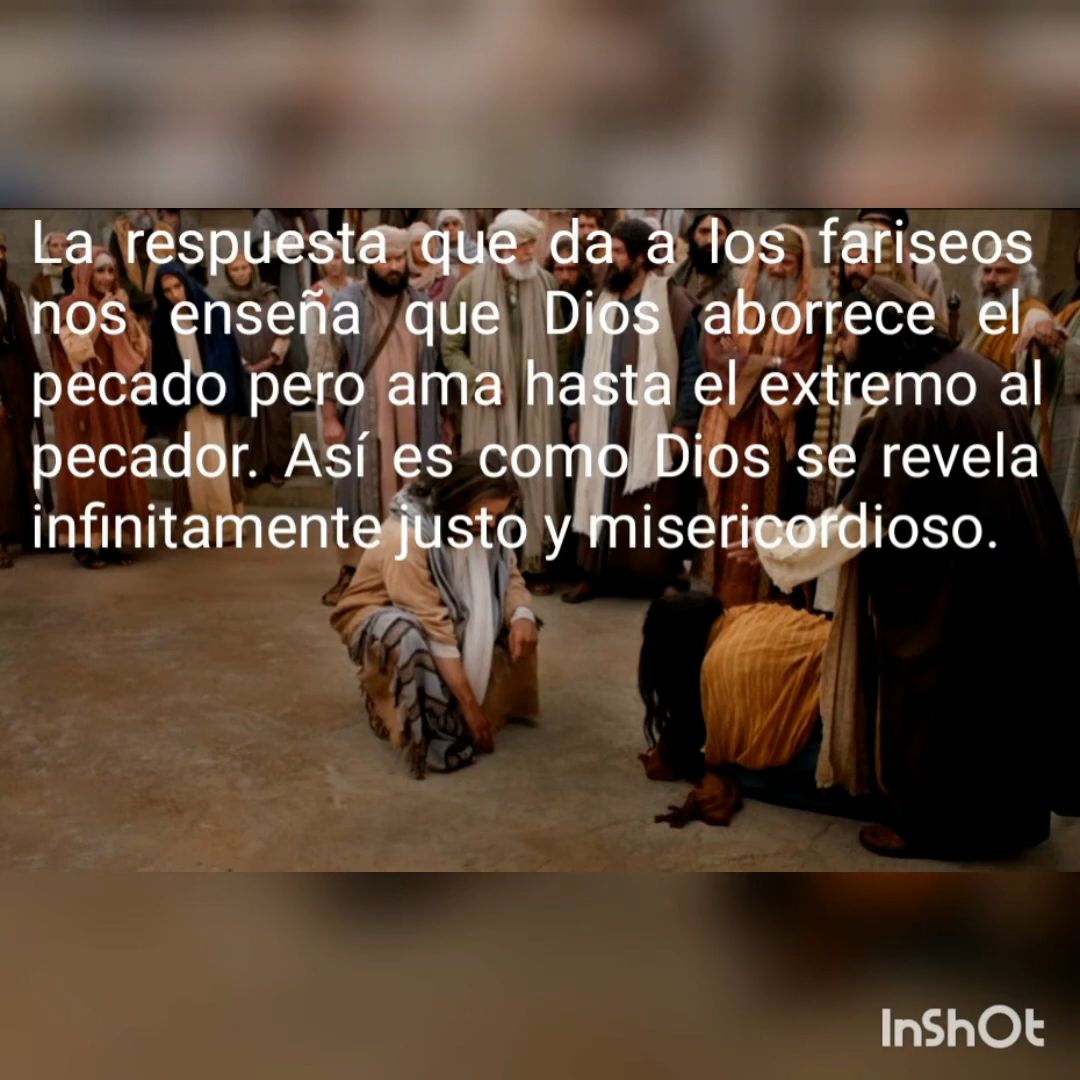 La respuesta que da a los fariseos
nos enseña que Dios aborrece el
pecado pero ama hasta el extremo al
pecador. Así es como Dios se revela
infinitamente justo y misericordioso.
InShOt